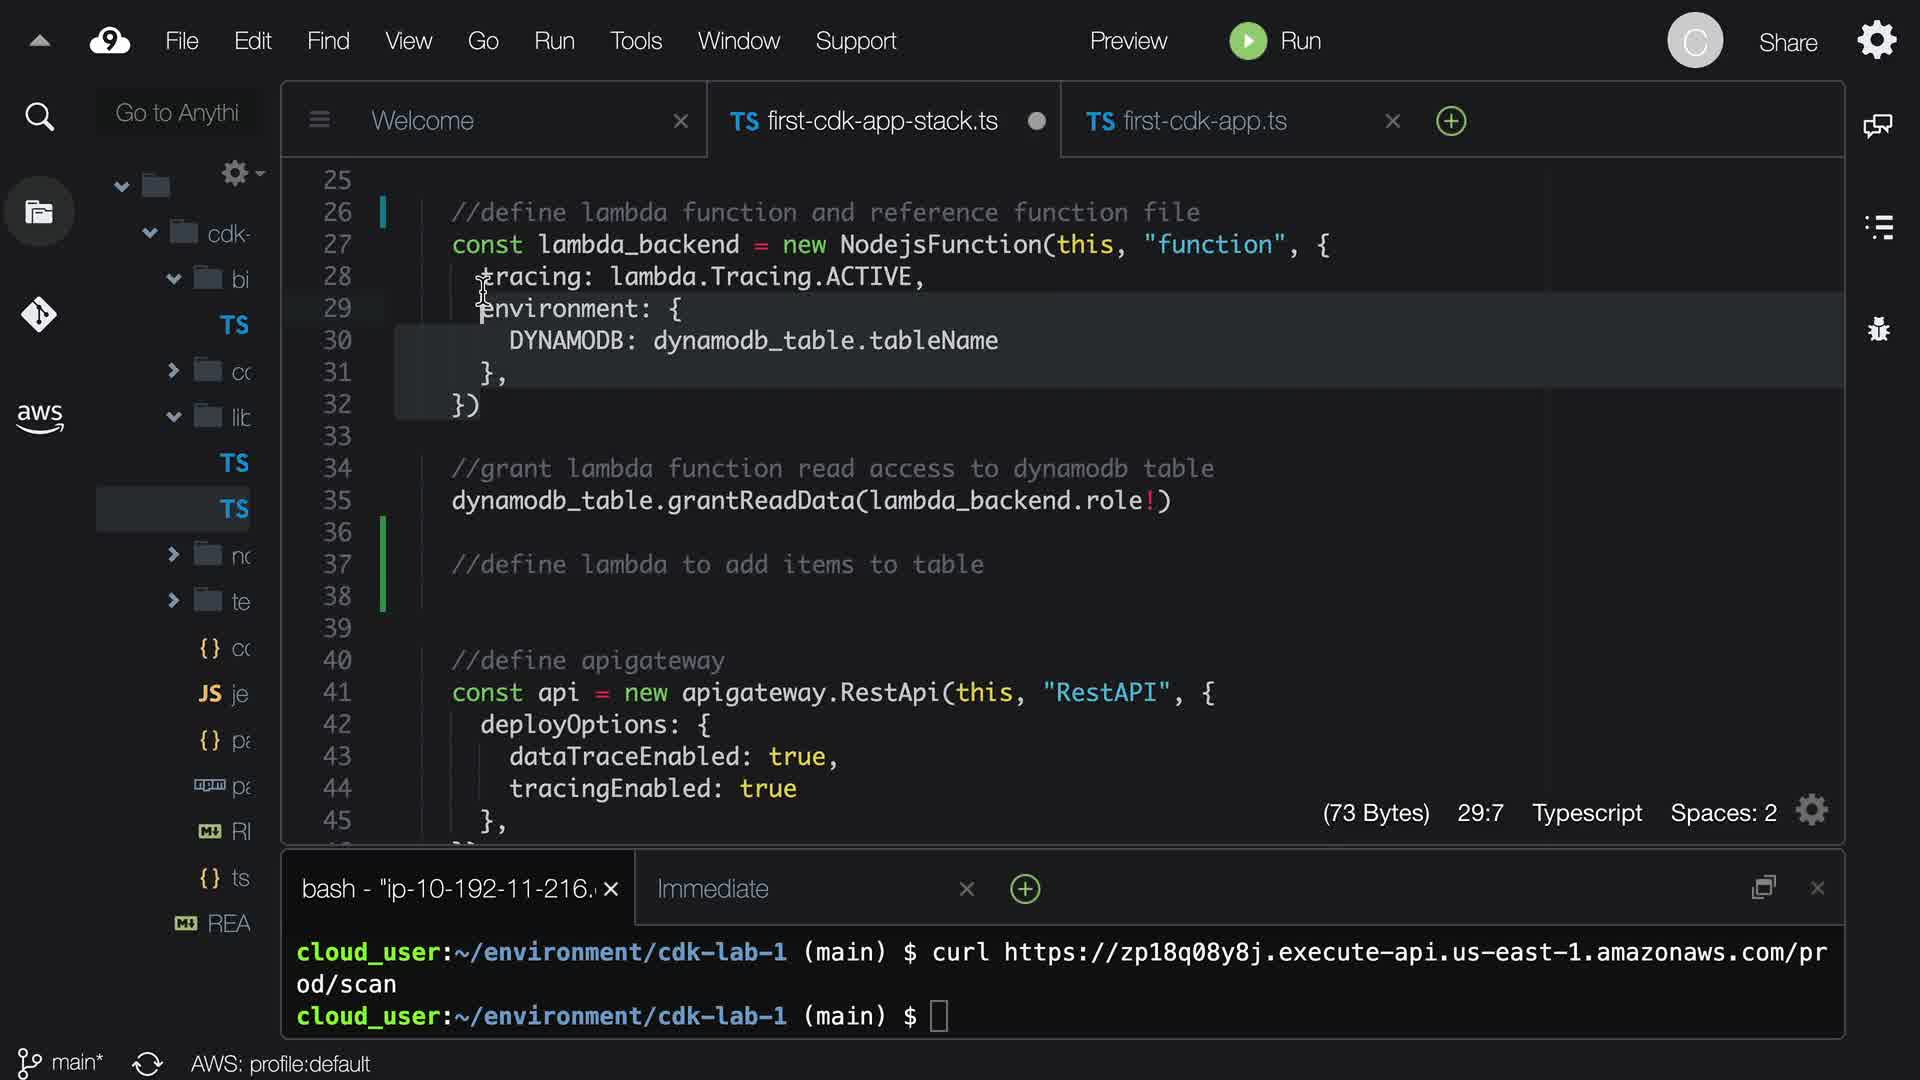 9 File Edit Find View Go Run Tools Window Support Preview Run C Share
Go to Anythi
Welcome
TS first-cdk-app-stack.ts
TS first-cdk-app.ts
cdk-
bi
TS
cc
lib
TS
TS
nc
te
{} cc
JS je
{} pa
npm pa
M↓ RI
{} ts
M↓ REA
aws
25
26 //define lambda function and reference function file
27 const lambda_backend = new NodejsFunction(this, "function", {
28 tracing: lambda.Tracing.ACTIVE,
29 environment: {
30 DYNAMODB: dynamodb_table.tableName
31 },
32 })
33
34 //grant lambda function read access to dynamodb table
35 dynamodb_table.grantReadData(lambda_backend.role!)
36
37 //define lambda to add items to table
38
39
40 //define apigateway
41 const api = new apigateway.RestApi(this, "RestAPI", {
42 deployOptions: {
43 dataTraceEnabled: true,
44 tracingEnabled: true
45 },
(73 Bytes) 29:7 Typescript Spaces: 2
bash - "ip-10-192-11-216.
Immediate
cloud_user:~/environment/cdk-lab-1 (main) $ curl https://zp18q08y8j.execute-api.us-east-1.amazonaws.com/pr
od/scan
cloud_user:~/environment/cdk-lab-1 (main) $
main* AWS: profile:default